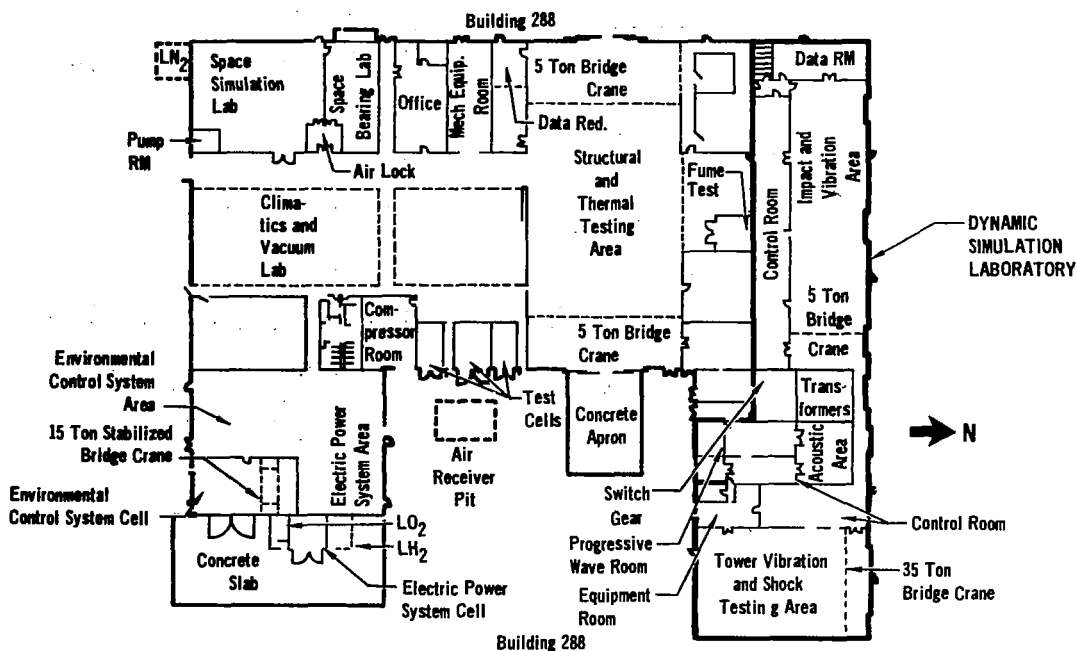 Building 288
LN2
Space
Simulation
Lab
Space
Bearing Lab
Office
Mech Equip.
Room
5 Ton Bridge
Crane
Data RM
Pump
RM
Air Lock
Data Red.
Structural
and
Thermal
Testing
Area
Fume
Test
Control Room
Impact and
Vibration
Area
DYNAMIC
SIMULATION
LABORATORY
Clima-
tics and
Vacuum
Lab
5 Ton
Bridge
Crane
Com-
pressor
Room
5 Ton Bridge
Crane
Environmental
Control System
Area
Test
Cells
Concrete
Apron
Trans-
formers
N
15 Ton Stabilized
Bridge Crane
Electric Power
System Area
Air
Receiver
Pit
Acoustic
Area
Environmental
Control System Cell
Switch
Gear
Control Room
LO2
LH2
Concrete
Slab
Progressive
Wave Room
Electric Power
System Cell
Equipment
Room
Tower Vibration
and Shock
Testin g Area
35 Ton
Bridge Crane
Building 288